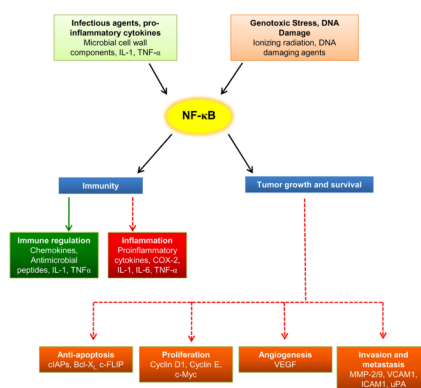 Infectious agents, pro-
inflammatory cytokines
Microbial cell wall
components, IL-1, TNF-α
Genotoxic Stress, DNA
Damage
Ionizing radiation, DNA
damaging agents
NF-κB
Immunity
Tumor growth and survival
Immune regulation
Chemokines,
Antimicrobial
peptides, IL-1, TNFα
Inflammation
Proinflammatory
cytokines, COX-2,
IL-1, IL-6, TNF-α
Anti-apoptosis
cIAPs, Bcl-XL c-FLIP
Proliferation
Cyclin D1, Cyclin E,
c-Myc
Angiogenesis
VEGF
Invasion and
metastasis
MMP-2/9, VCAM1,
ICAM1, uPA